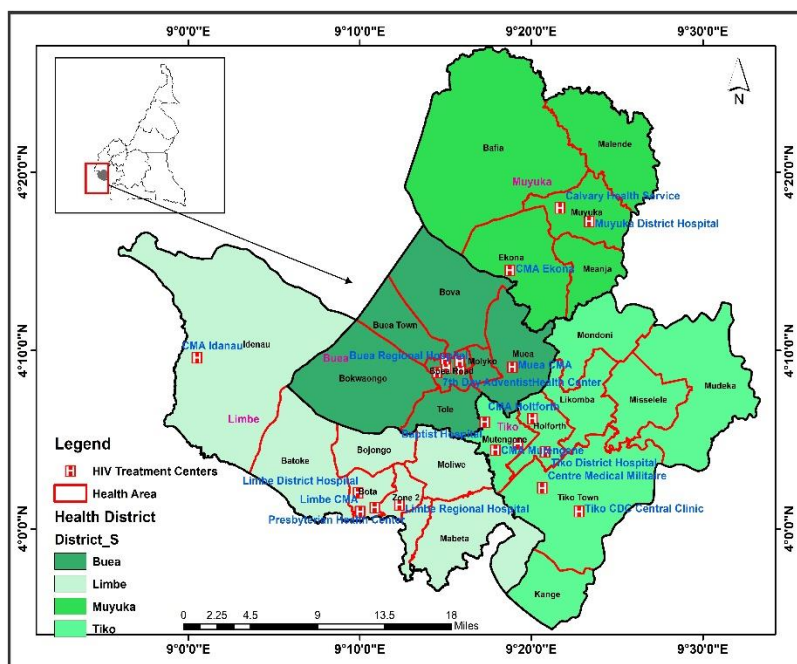 9°0'0"E
9°10'0"E
9°20'0"E
9°30'0"E
N
4°20'0"N
4°20'0"N
Bafia
Malende
Muyuka
Calvary Health Service
Muyuka
Muyuka District Hospital
Ekona
CMA Ekona
Meanja
Bova
Buea Town
Mondoni
CMA Idanau
Idenau
Buea
Buea Regional Hospital
Molyko
Muea
Muea CMA
Buea Road
4°10'0"N
4°10'0"N
Bokwaongo
7th Day AdventistHealth Center
Likomba
Misselele
Mudeka
Tole
CMA Holtforth
Holforth
Limbe
Tiko
Baptist Hospital
Mutengene
CMA Mutengene
Batoke
Bojongo
Moliwe
Tiko District Hospital
Limbe District Hospital
Centre Medical Militaire
Bota
Limbe CMA
Zone 2
Tiko Town
Limbe Regional Hospital
Tiko CDC Central Clinic
Presbyterian Health Center
4°0'0"N
4°0'0"N
Mabeta
Kange
Legend
HIV Treatment Centers
Health Area
Health District
District_S
Buea
Limbe
Muyuka
Tiko
0 2.25 4.5 9 13.5 18
Miles
9°0'0"E
9°10'0"E
9°20'0"E
9°30'0"E